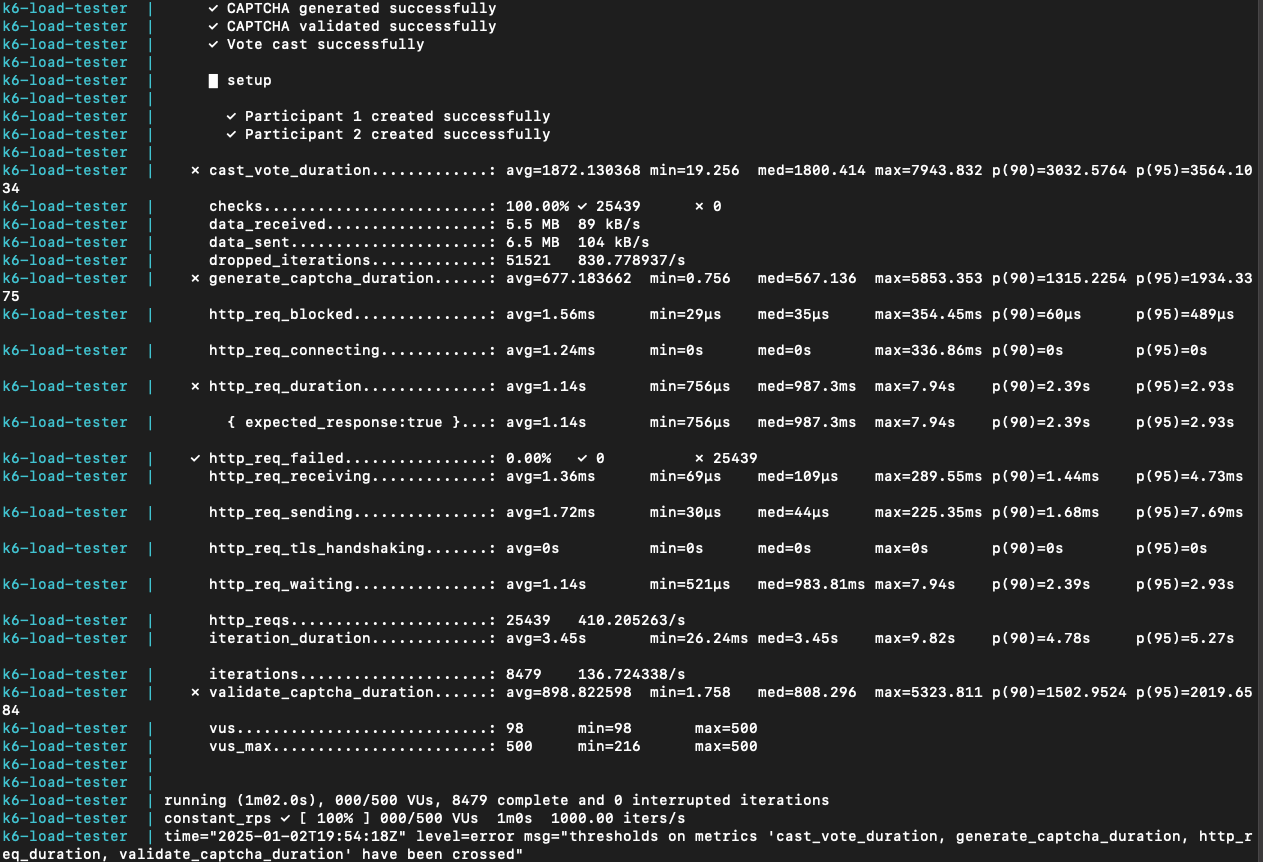 k6-load-tester  |      ✓ CAPTCHA generated successfully
k6-load-tester  |      ✓ CAPTCHA validated successfully
k6-load-tester  |      ✓ Vote cast successfully
k6-load-tester  |
k6-load-tester  |      █ setup
k6-load-tester  |
k6-load-tester  |        ✓ Participant 1 created successfully
k6-load-tester  |        ✓ Participant 2 created successfully
k6-load-tester  |
k6-load-tester  |    ✗ cast_vote_duration.............: avg=1872.130368 min=19.256  med=1800.414 max=7943.832 p(90)=3032.5764 p(95)=3564.10
34
k6-load-tester  |      checks.........................: 100.00% ✓ 25439      ✗ 0
k6-load-tester  |      data_received..................: 5.5 MB  89 kB/s
k6-load-tester  |      data_sent......................: 6.5 MB  104 kB/s
k6-load-tester  |      dropped_iterations.............: 51521   830.778937/s
k6-load-tester  |    ✗ generate_captcha_duration......: avg=677.183662  min=0.756   med=567.136  max=5853.353 p(90)=1315.2254 p(95)=1934.33
75
k6-load-tester  |      http_req_blocked...............: avg=1.56ms      min=29µs    med=35µs     max=354.45ms p(90)=60µs      p(95)=489µs
k6-load-tester  |      http_req_connecting............: avg=1.24ms      min=0s      med=0s       max=336.86ms p(90)=0s        p(95)=0s
k6-load-tester  |    ✗ http_req_duration..............: avg=1.14s       min=756µs   med=987.3ms  max=7.94s    p(90)=2.39s     p(95)=2.93s
k6-load-tester  |        { expected_response:true }...: avg=1.14s       min=756µs   med=987.3ms  max=7.94s    p(90)=2.39s     p(95)=2.93s
k6-load-tester  |    ✓ http_req_failed................: 0.00%   ✓ 0          ✗ 25439
k6-load-tester  |      http_req_receiving.............: avg=1.36ms      min=69µs    med=109µs    max=289.55ms p(90)=1.44ms    p(95)=4.73ms
k6-load-tester  |      http_req_sending...............: avg=1.72ms      min=30µs    med=44µs     max=225.35ms p(90)=1.68ms    p(95)=7.69ms
k6-load-tester  |      http_req_tls_handshaking.......: avg=0s          min=0s      med=0s       max=0s       p(90)=0s        p(95)=0s
k6-load-tester  |      http_req_waiting...............: avg=1.14s       min=521µs   med=983.81ms max=7.94s    p(90)=2.39s     p(95)=2.93s
k6-load-tester  |      http_reqs......................: 25439   410.205263/s
k6-load-tester  |      iteration_duration.............: avg=3.45s       min=26.24ms med=3.45s    max=9.82s    p(90)=4.78s     p(95)=5.27s
k6-load-tester  |      iterations.....................: 8479    136.724338/s
k6-load-tester  |    ✗ validate_captcha_duration......: avg=898.822598  min=1.758   med=808.296  max=5323.811 p(90)=1502.9524 p(95)=2019.65
84
k6-load-tester  |      vus............................: 98      min=98       max=500
k6-load-tester  |      vus_max........................: 500     min=216      max=500
k6-load-tester  |
k6-load-tester  |
k6-load-tester  | running (1m02.0s), 000/500 VUs, 8479 complete and 0 interrupted iterations
k6-load-tester  | constant_rps ✓ [ 100% ] 000/500 VUs  1m0s  1000.00 iters/s
k6-load-tester  | time="2025-01-02T19:54:18Z" level=error msg="thresholds on metrics 'cast_vote_duration, generate_captcha_duration, http_r
eq_duration, validate_captcha_duration' have been crossed"